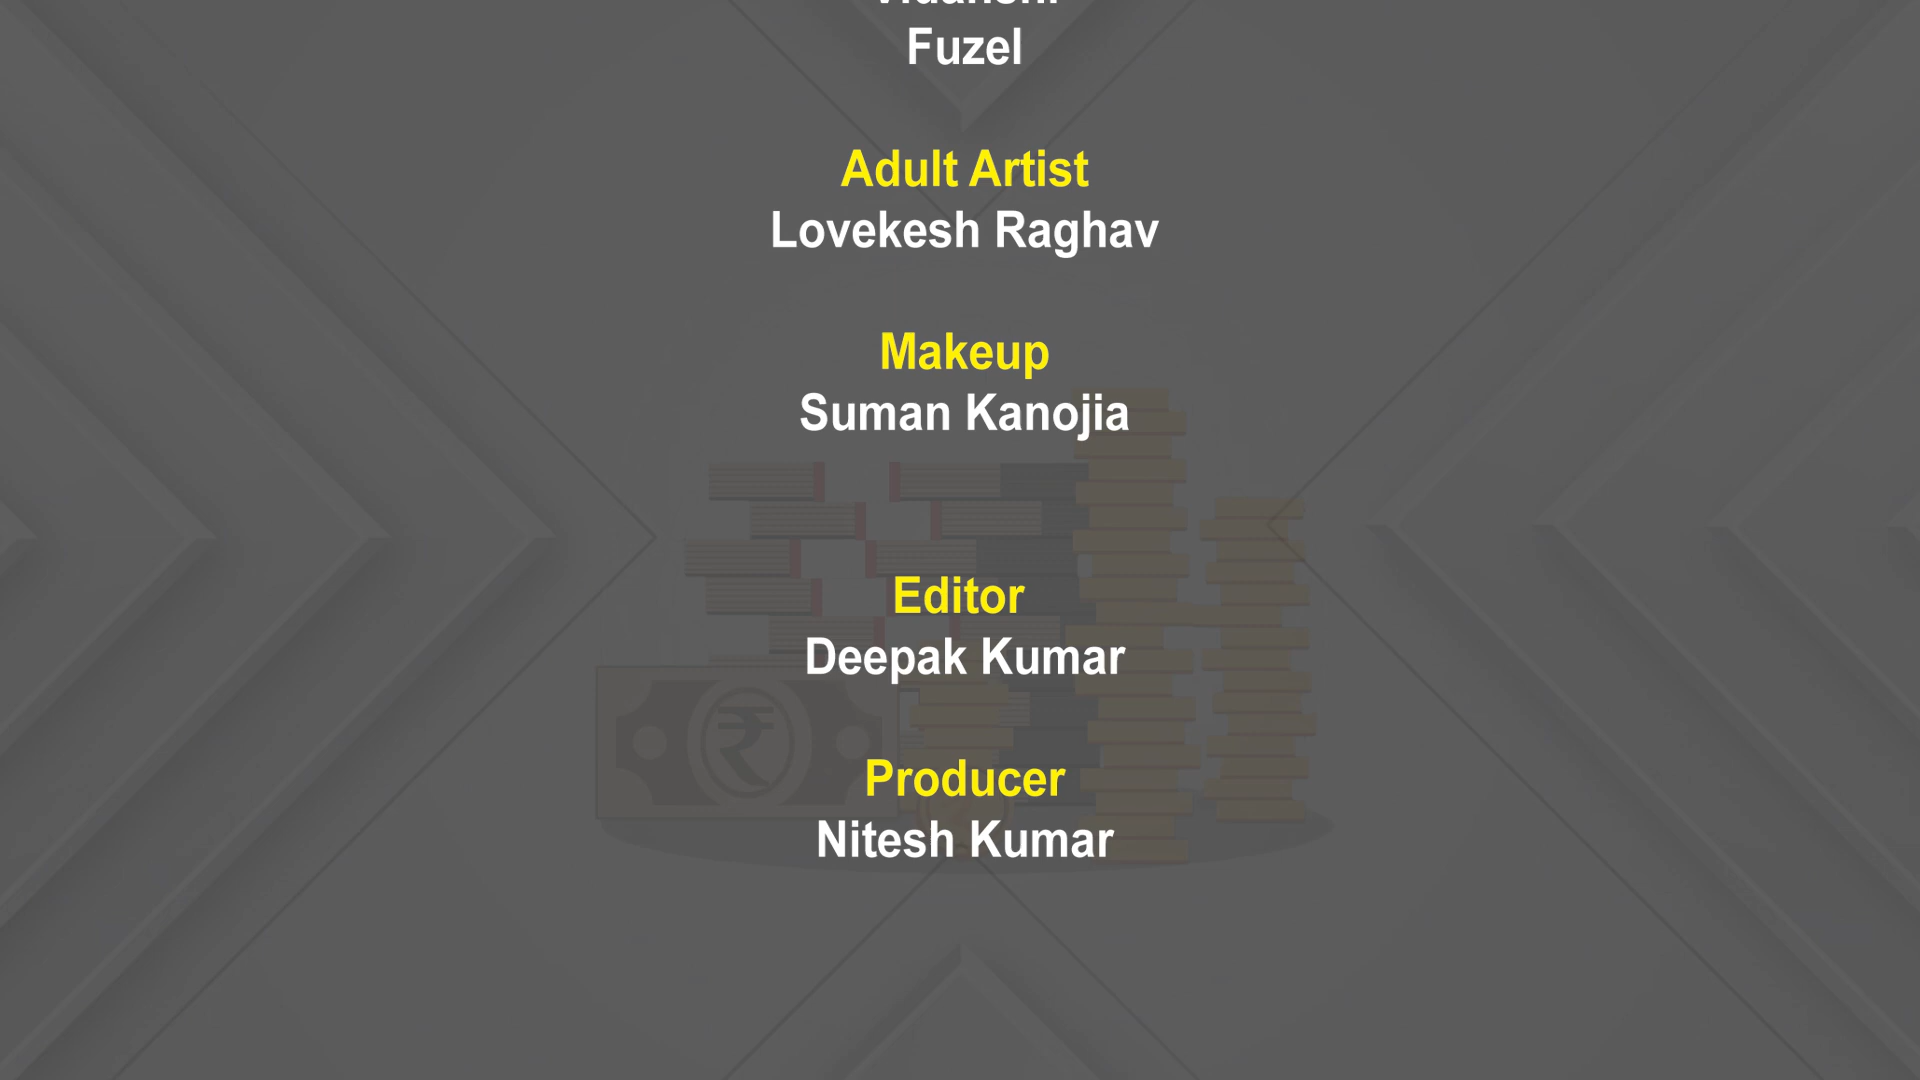 Fuzel
Adult Artist
Lovekesh Raghav
Makeup
Suman Kanojia
Editor
Deepak Kumar
Producer
Nitesh Kumar